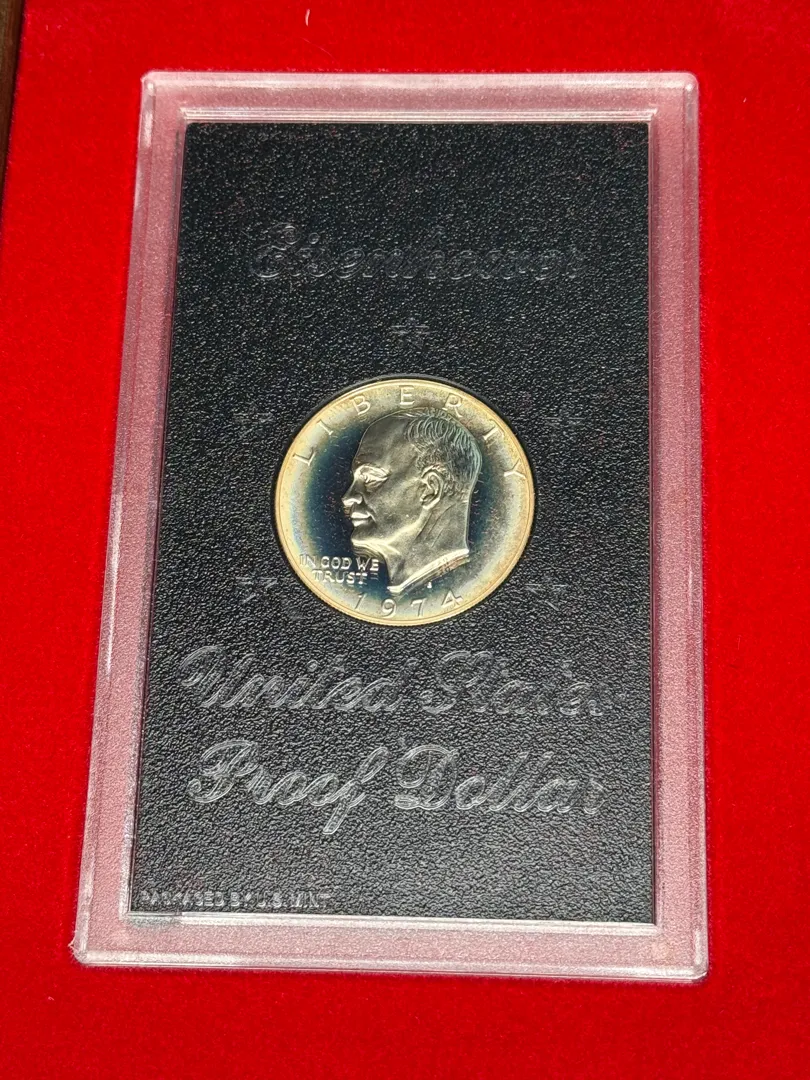 Eisenhower
LIBERTY
IN GOD WE
TRUST
S
1974
United States
Proof Dollar
PACKAGED BY U.S. MINT